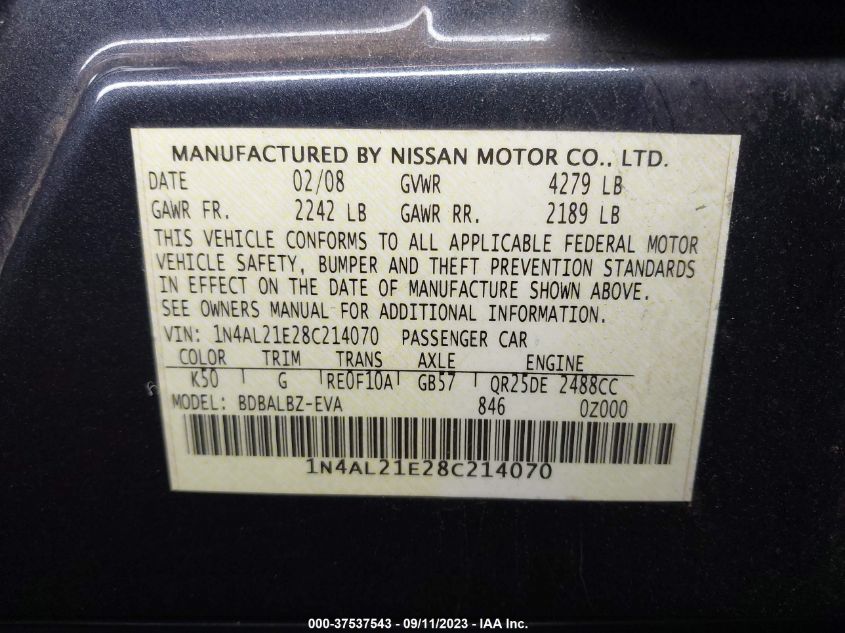 MANUFACTURED BY NISSAN MOTOR CO., LTD.
DATE 02/08 GVWR 4279 LB
GAWR FR. 2242 LB GAWR RR. 2189 LB
THIS VEHICLE CONFORMS TO ALL APPLICABLE FEDERAL MOTOR
VEHICLE SAFETY, BUMPER AND THEFT PREVENTION STANDARDS
IN EFFECT ON THE DATE OF MANUFACTURE SHOWN ABOVE.
SEE OWNERS MANUAL FOR ADDITIONAL INFORMATION.
VIN: 1N4AL21E28C214070 PASSENGER CAR
COLOR TRIM TRANS AXLE ENGINE
K50 G RE0F10A GB57 QR25DE 2488CC
MODEL: BDBALBZ-EVA 846 0Z000
1N4AL21E28C214070
000-37537543 - 09/11/2023 - IAA Inc.